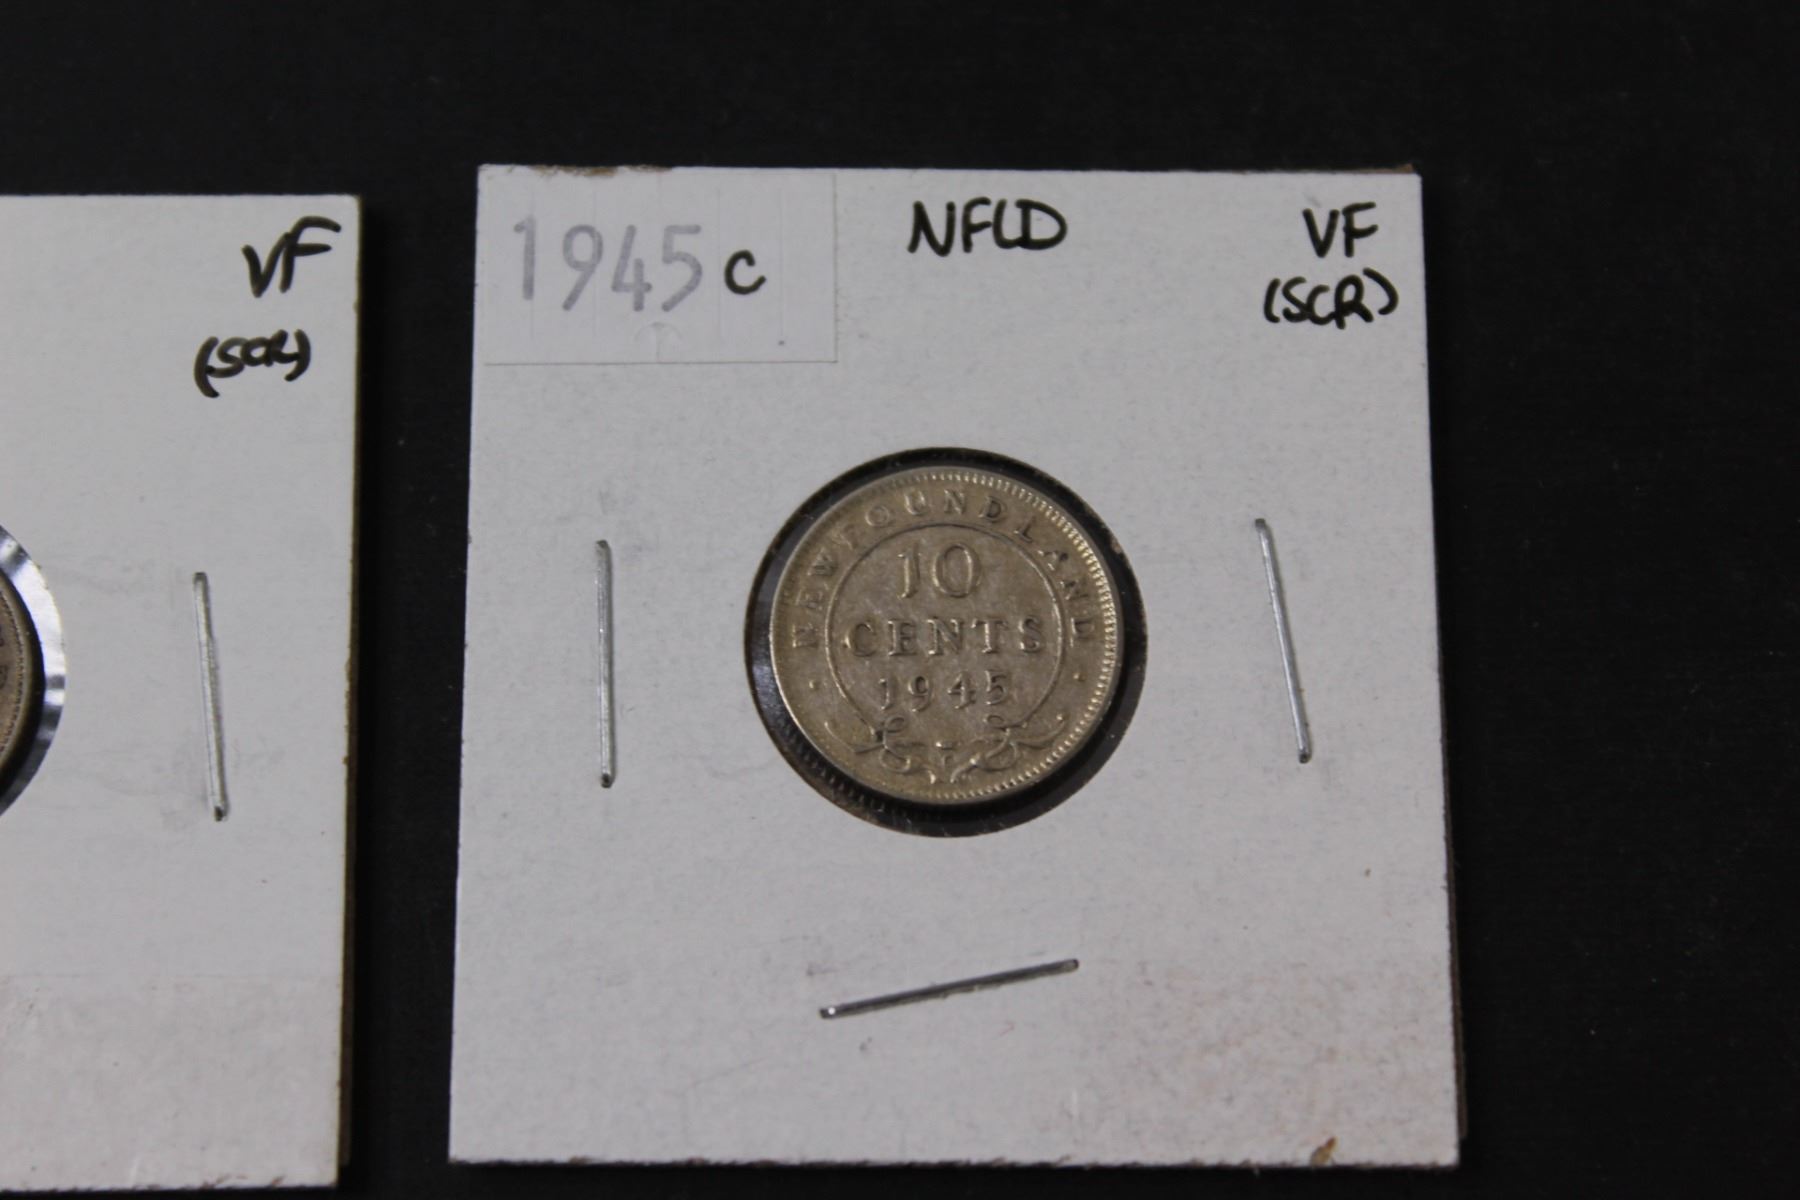 VF
(SCR)
1945 C
NFLD
VF
(SCR)
NEWFOUNDLAND
10
CENTS
1945